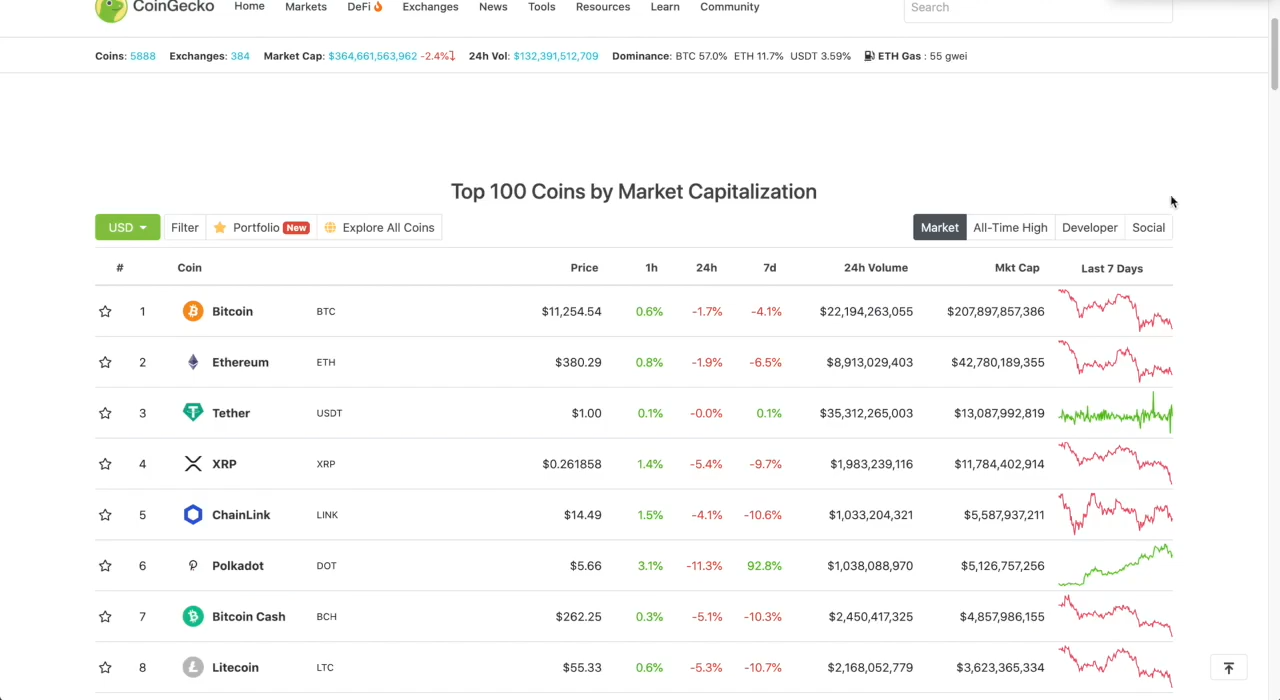 CoinGecko Home Markets DeFi Exchanges News Tools Resources Learn Community Search
Coins: 5888 Exchanges: 384 Market Cap: $364,661,563,962 -2.4% 24h Vol: $132,391,512,709 Dominance: BTC 57.0% ETH 11.7% USDT 3.59% ETH Gas : 55 gwei
Top 100 Coins by Market Capitalization
USD Filter Portfolio New Explore All Coins Market All-Time High Developer Social
# Coin Price 1h 24h 7d 24h Volume Mkt Cap Last 7 Days
1 Bitcoin BTC $11,254.54 0.6% -1.7% -4.1% $22,194,263,055 $207,897,857,386
2 Ethereum ETH $380.29 0.8% -1.9% -6.5% $8,913,029,403 $42,780,189,355
3 Tether USDT $1.00 0.1% -0.0% 0.1% $35,312,265,003 $13,087,992,819
4 XRP XRP $0.261858 1.4% -5.4% -9.7% $1,983,239,116 $11,784,402,914
5 ChainLink LINK $14.49 1.5% -4.1% -10.6% $1,033,204,321 $5,587,937,211
6 Polkadot DOT $5.66 3.1% -11.3% 92.8% $1,038,088,970 $5,126,757,256
7 Bitcoin Cash BCH $262.25 0.3% -5.1% -10.3% $2,450,417,325 $4,857,986,155
8 Litecoin LTC $55.33 0.6% -5.3% -10.7% $2,168,052,779 $3,623,365,334